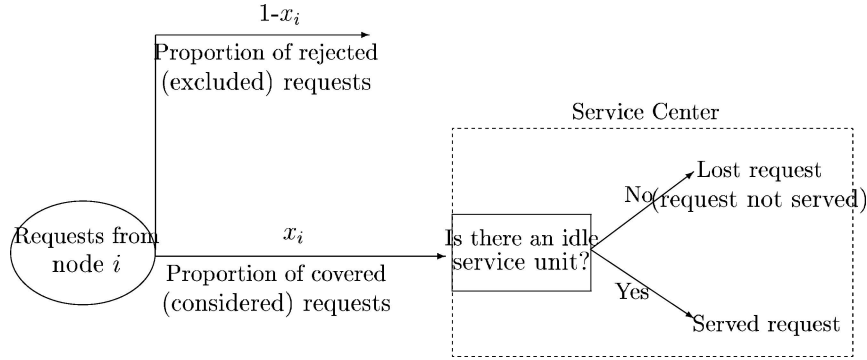 1-x_i
Proportion of rejected
(excluded) requests
Service Center
Requests from
node i
x_i
Proportion of covered
(considered) requests
Is there an idle
service unit?
No
Lost request
(request not served)
Yes
Served request